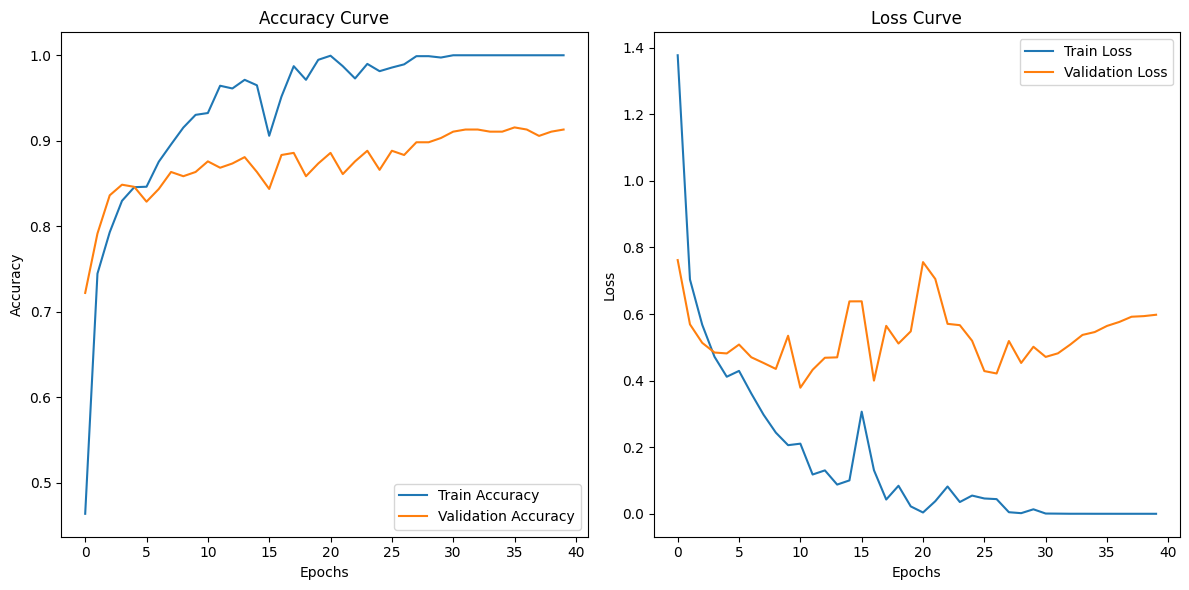 Accuracy Curve
1.0
0.9
0.8
0.7
0.6
0.5
Accuracy
0 5 10 15 20 25 30 35 40
Epochs
Train Accuracy
Validation Accuracy
Loss Curve
1.4
1.2
1.0
0.8
0.6
0.4
0.2
0.0
Loss
0 5 10 15 20 25 30 35 40
Epochs
Train Loss
Validation Loss